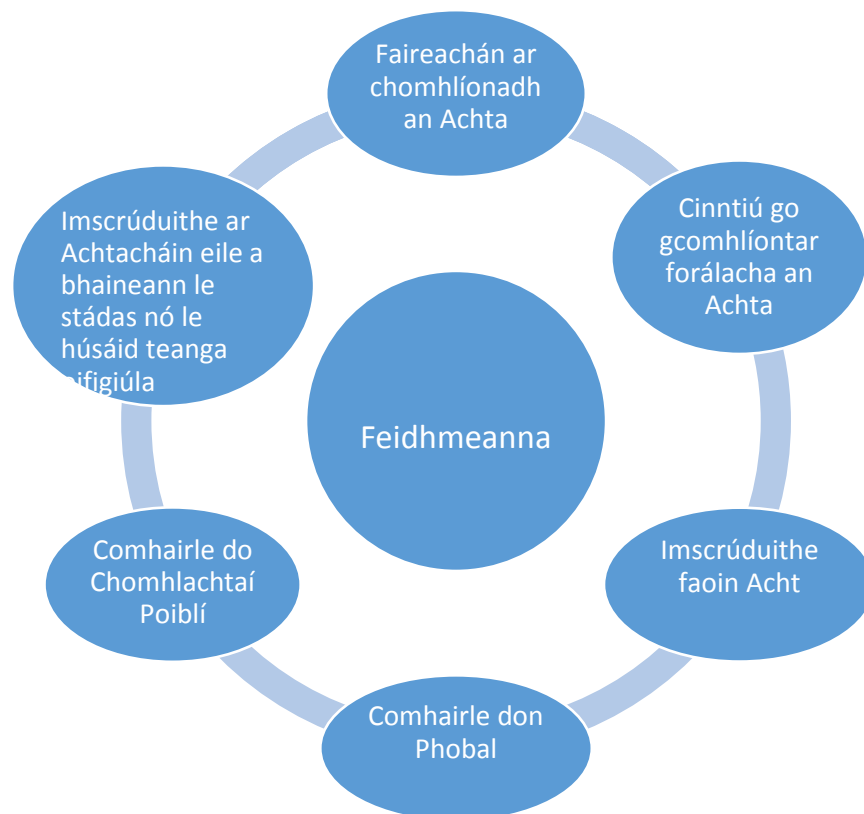 Faireachán ar
chomhlíonadh
an Achta
Cinntiú go
gcomhlíontar
forálacha an
Achta
Imscrúduithe
faoin Acht
Comhairle don
Phobal
Comhairle do
Chomhlachtaí
Poiblí
Imscrúduithe ar
Achtacháin eile a
bhaineann le
stádas nó le
húsáid teanga
oifigiúla
Feidhmeanna